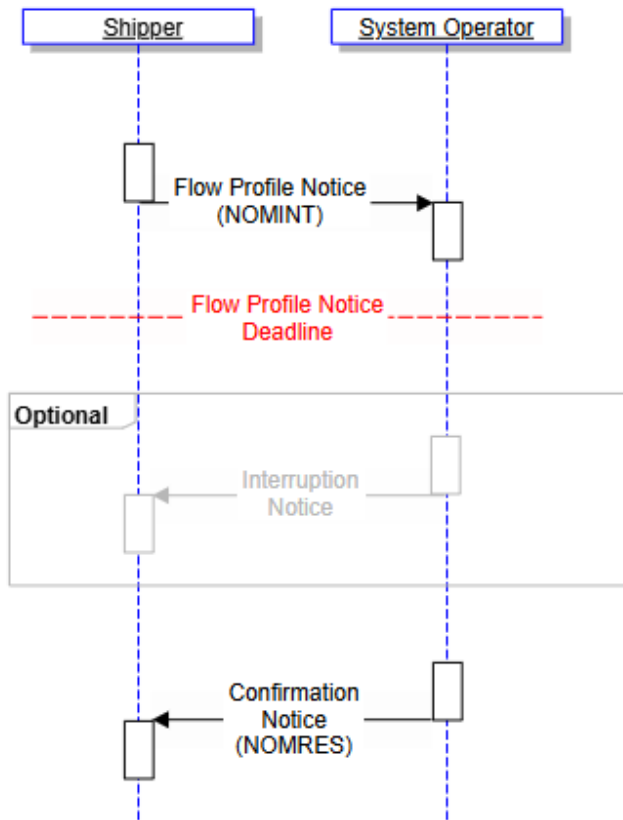 Shipper
System Operator
Flow Profile Notice
(NOMINT)
Flow Profile Notice
Deadline
Optional
Interruption
Notice
Confirmation
Notice
(NOMRES)